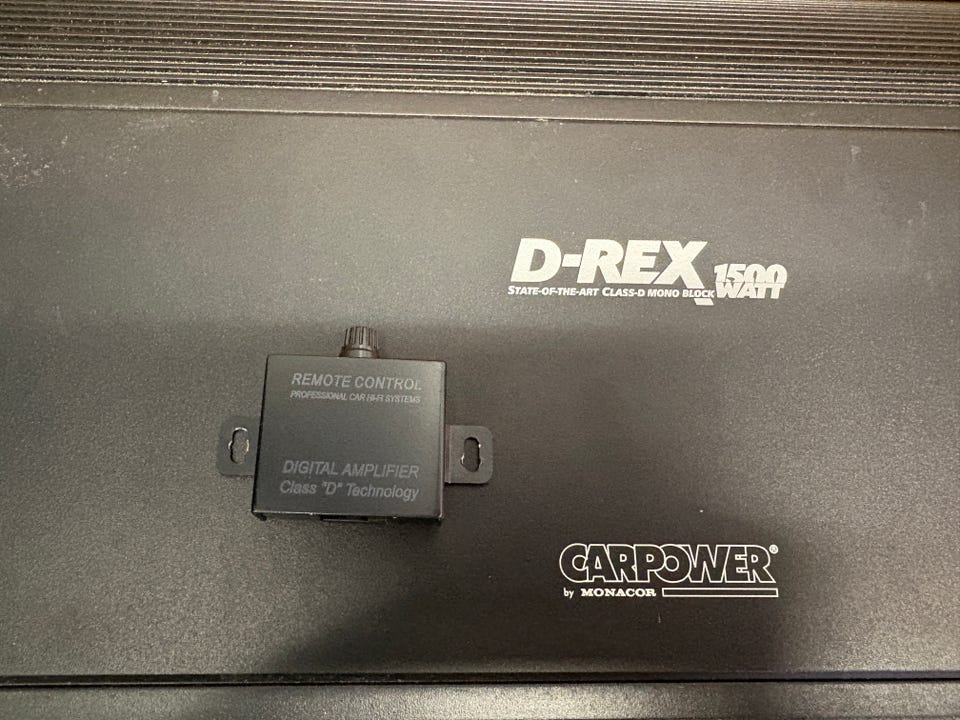 D-REX
1500
WATT
STATE-OF-THE-ART CLASS-D MONO BLOCK
REMOTE CONTROL
PROFESSIONAL CAR HI-FI SYSTEMS
DIGITAL AMPLIFIER
Class "D" Technology
CARPOWER®
by MONACOR